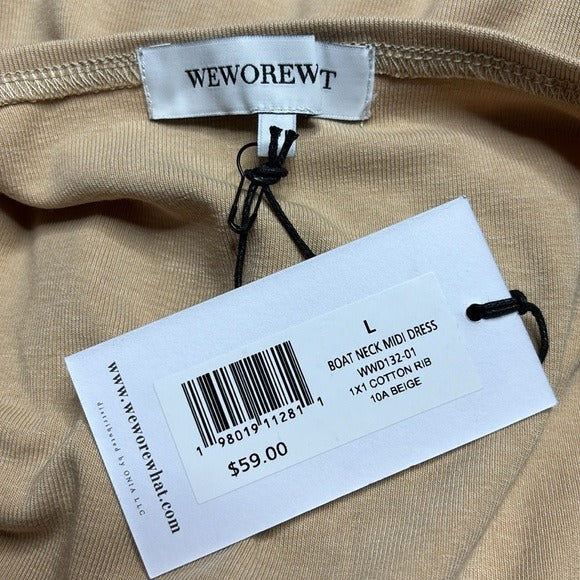 WEWOREWT
L
BOAT NECK MIDI DRESS
WWD132-01
1X1 COTTON RIB
10A BEIGE
1 98019 11281 1
$59.00
www.weworewhat.com
distributed by ONIA LLC